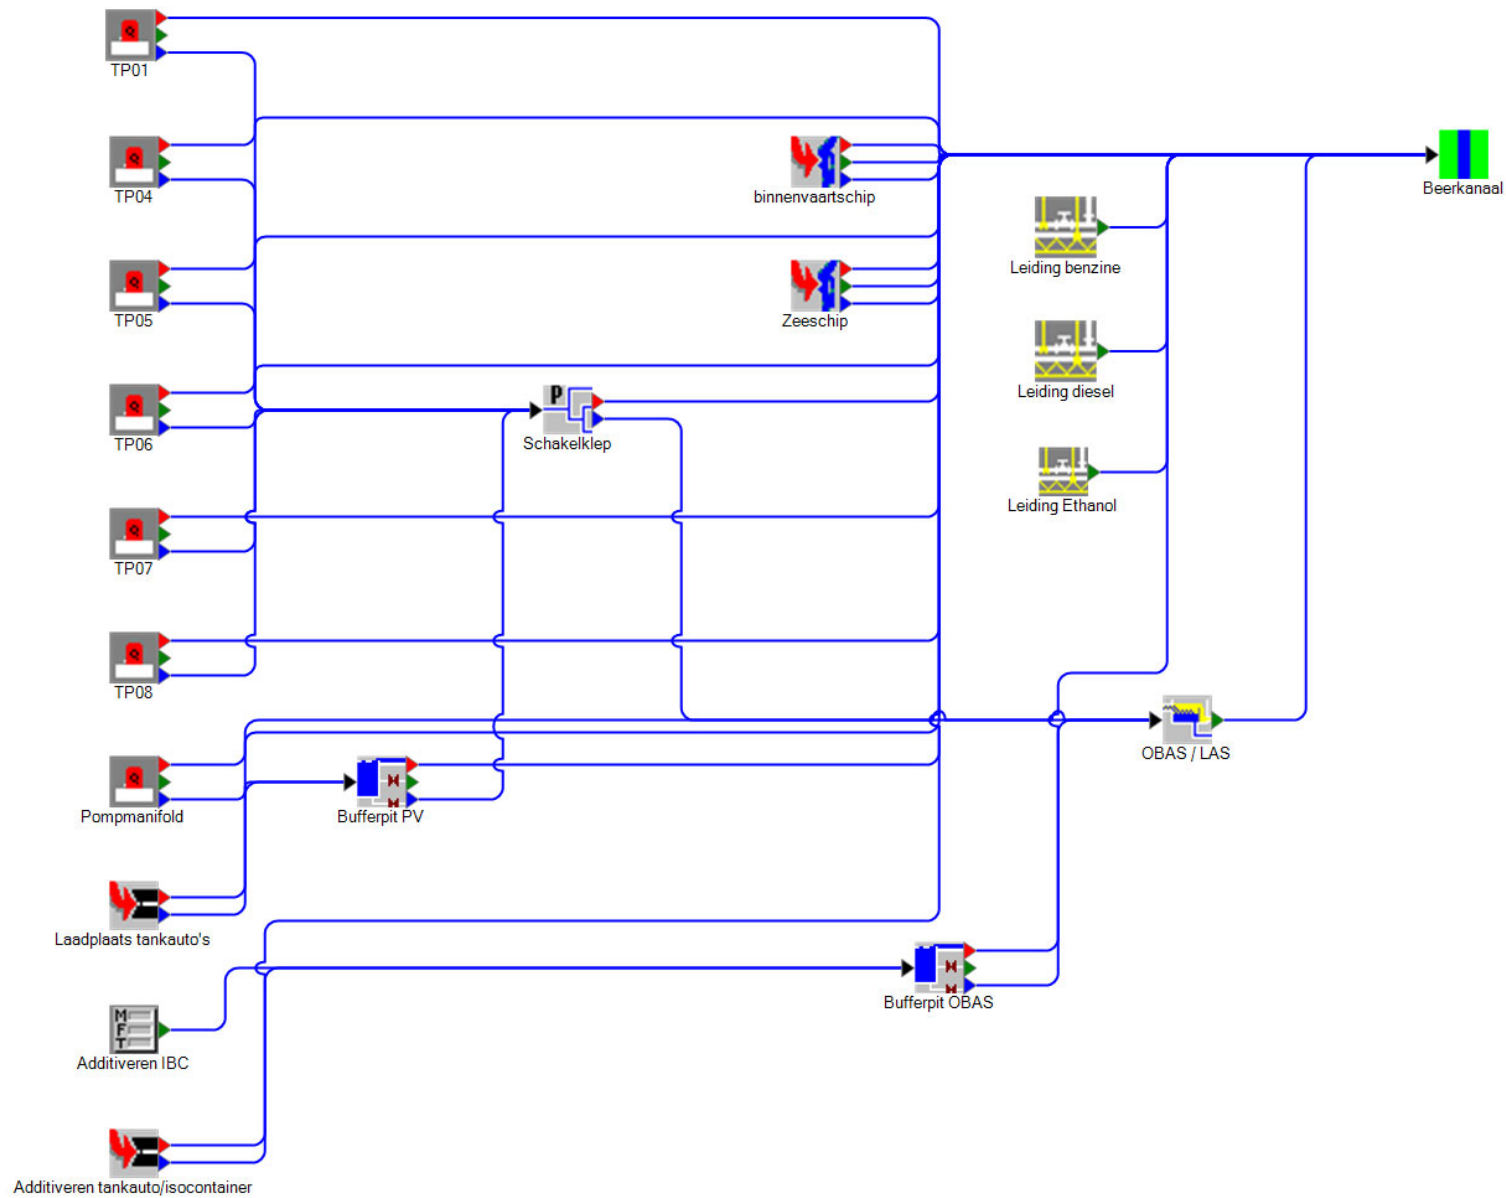 TP01
TP04
binnenvaartschip
Beerkanaal
Leiding benzine
TP05
Zeeschip
Leiding diesel
TP06
P
Schakelklep
Leiding Ethanol
TP07
TP08
OBAS / LAS
Pompmanifold
Bufferpit PV
Laadplaats tankauto's
Bufferpit OBAS
M
F
T
Additiveren IBC
Additiveren tankauto/isocontainer